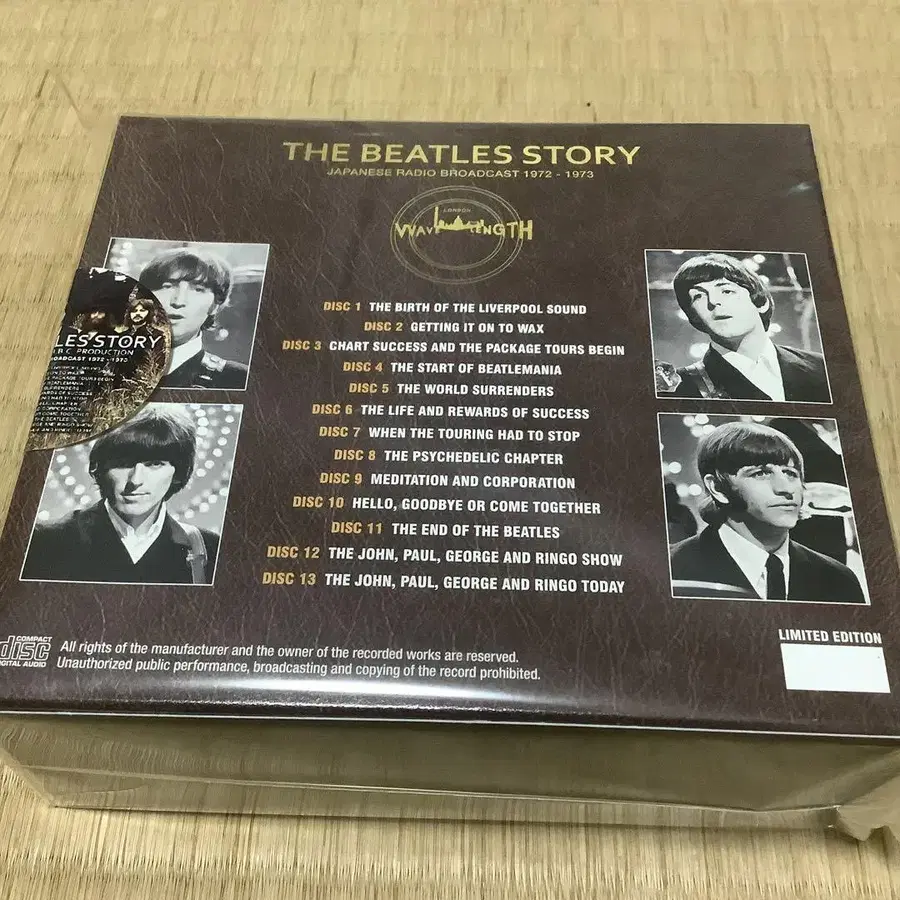 THE BEATLES STORY
JAPANESE RADIO BROADCAST 1972 - 1973
LONDON
WAVELENGTH
DISC 1 THE BIRTH OF THE LIVERPOOL SOUND
DISC 2 GETTING IT ON TO WAX
DISC 3 CHART SUCCESS AND THE PACKAGE TOURS BEGIN
DISC 4 THE START OF BEATLEMANIA
DISC 5 THE WORLD SURRENDERS
DISC 6 THE LIFE AND REWARDS OF SUCCESS
DISC 7 WHEN THE TOURING HAD TO STOP
DISC 8 THE PSYCHEDELIC CHAPTER
DISC 9 MEDITATION AND CORPORATION
DISC 10 HELLO, GOODBYE OR COME TOGETHER
DISC 11 THE END OF THE BEATLES
DISC 12 THE JOHN, PAUL, GEORGE AND RINGO SHOW
DISC 13 THE JOHN, PAUL, GEORGE AND RINGO TODAY
LES STORY
B.C. PRODUCTION
OADCAST 1972 - 1973
LIMITED EDITION
COMPACT
disc
DIGITAL AUDIO
All rights of the manufacturer and the owner of the recorded works are reserved.
Unauthorized public performance, broadcasting and copying of the record prohibited.